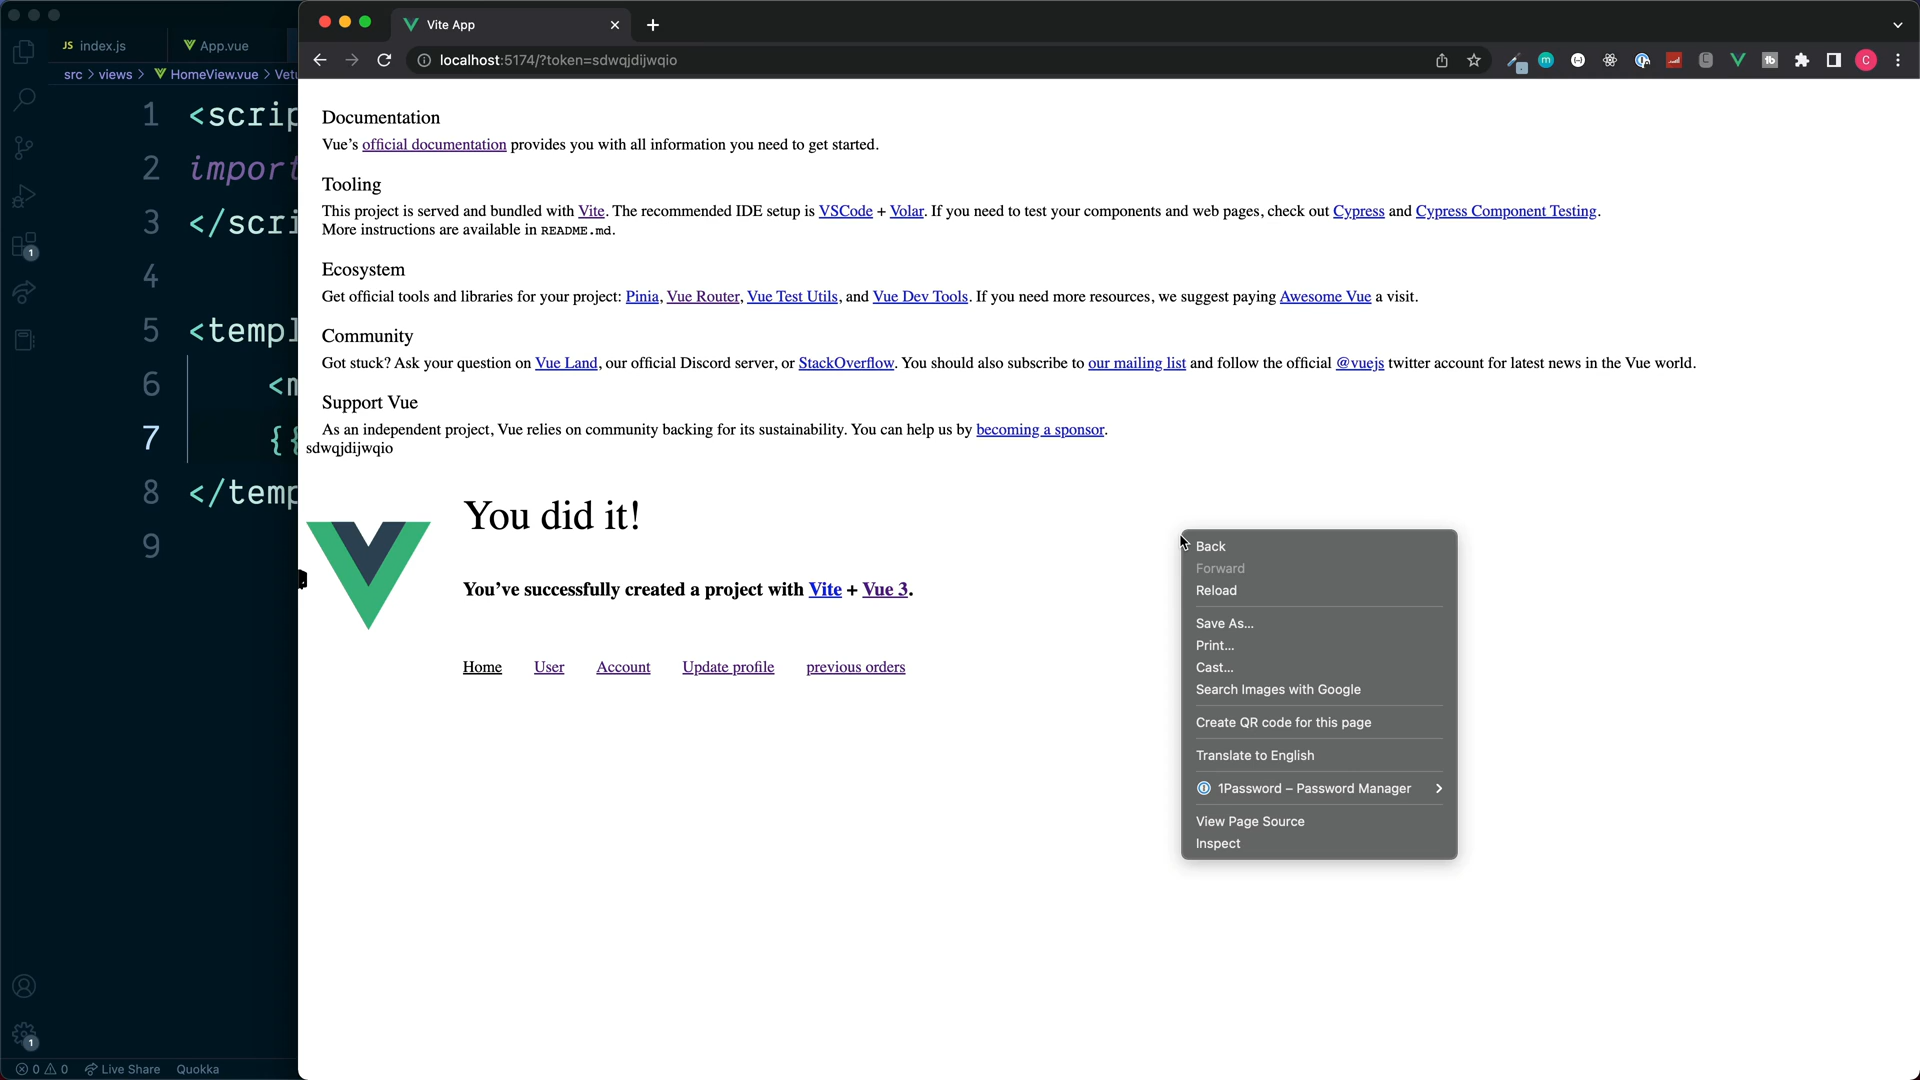 JS index.js
App.vue
src > views > HomeView.vue > Vetu
1 <scrip
2 import
3 </scri
4
5 <templ
6 <m
7 {{
8 </temp
9
1
1
0 0 Live Share Quokka
Vite App
localhost:5174/?token=sdwqjdijwqio
C
Documentation
Vue’s official documentation provides you with all information you need to get started.
Tooling
This project is served and bundled with Vite. The recommended IDE setup is VSCode + Volar. If you need to test your components and web pages, check out Cypress and Cypress Component Testing.
More instructions are available in README.md.
Ecosystem
Get official tools and libraries for your project: Pinia, Vue Router, Vue Test Utils, and Vue Dev Tools. If you need more resources, we suggest paying Awesome Vue a visit.
Community
Got stuck? Ask your question on Vue Land, our official Discord server, or StackOverflow. You should also subscribe to our mailing list and follow the official @vuejs twitter account for latest news in the Vue world.
Support Vue
As an independent project, Vue relies on community backing for its sustainability. You can help us by becoming a sponsor.
sdwqjdijwqio
You did it!
You’ve successfully created a project with Vite + Vue 3.
Home User Account Update profile previous orders
Back
Forward
Reload
Save As...
Print...
Cast...
Search Images with Google
Create QR code for this page
Translate to English
1Password – Password Manager
View Page Source
Inspect